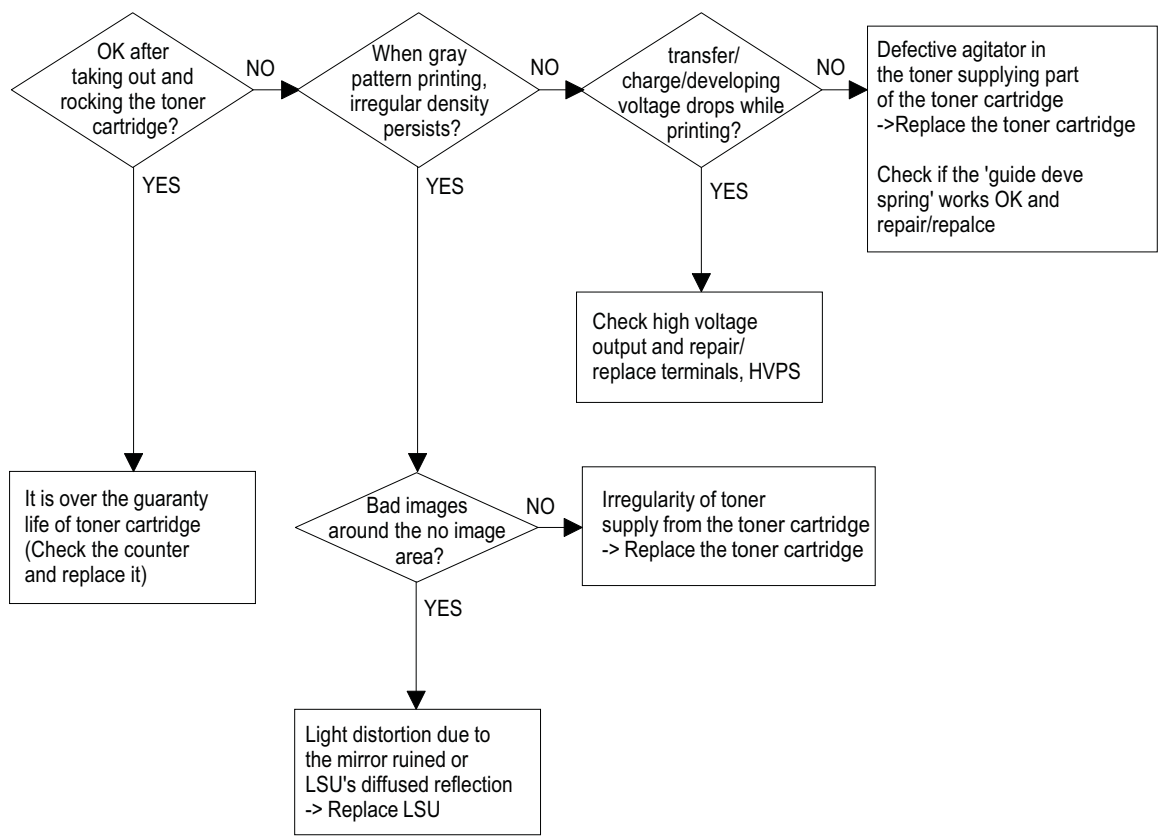 OK after
taking out and
rocking the toner
cartridge?
NO
YES
When gray
pattern printing,
irregular density
persists?
NO
YES
transfer/
charge/developing
voltage drops while
printing?
NO
YES
Defective agitator in
the toner supplying part
of the toner cartridge
->Replace the toner cartridge
Check if the 'guide deve
spring' works OK and
repair/repalce
Check high voltage
output and repair/
replace terminals, HVPS
It is over the guaranty
life of toner cartridge
(Check the counter
and replace it)
Bad images
around the no image
area?
NO
YES
Irregularity of toner
supply from the toner cartridge
-> Replace the toner cartridge
Light distortion due to
the mirror ruined or
LSU's diffused reflection
-> Replace LSU